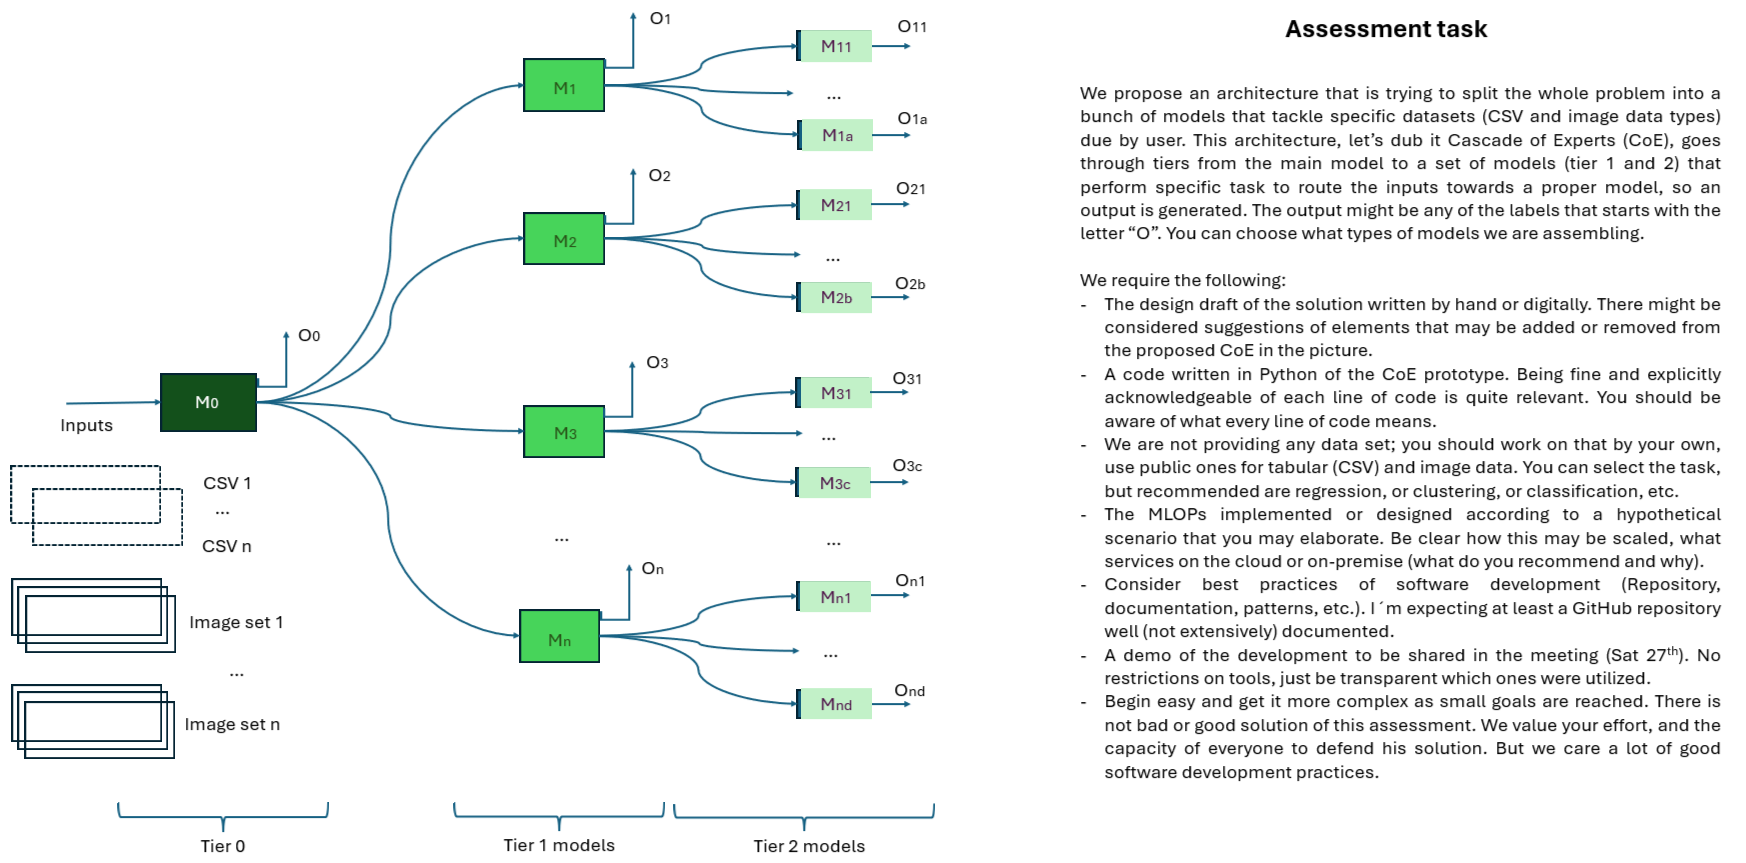 O1
M1
M11
O11
...
M1a
O1a
O2
M2
M21
O21
...
M2b
O2b
O0
M0
Inputs
O3
M3
M31
O31
...
M3c
O3c
CSV 1
...
CSV n
...
...
On
Mn
Mn1
On1
...
Mnd
Ond
Image set 1
...
Image set n
Tier 0
Tier 1 models
Tier 2 models
Assessment task
We propose an architecture that is trying to split the whole problem into a
bunch of models that tackle specific datasets (CSV and image data types)
due by user. This architecture, let’s dub it Cascade of Experts (CoE), goes
through tiers from the main model to a set of models (tier 1 and 2) that
perform specific task to route the inputs towards a proper model, so an
output is generated. The output might be any of the labels that starts with the
letter “O”. You can choose what types of models we are assembling.
We require the following:
- The design draft of the solution written by hand or digitally. There might be
considered suggestions of elements that may be added or removed from
the proposed CoE in the picture.
- A code written in Python of the CoE prototype. Being fine and explicitly
acknowledgeable of each line of code is quite relevant. You should be
aware of what every line of code means.
- We are not providing any data set; you should work on that by your own,
use public ones for tabular (CSV) and image data. You can select the task,
but recommended are regression, or clustering, or classification, etc.
- The MLOPs implemented or designed according to a hypothetical
scenario that you may elaborate. Be clear how this may be scaled, what
services on the cloud or on-premise (what do you recommend and why).
- Consider best practices of software development (Repository,
documentation, patterns, etc.). I´m expecting at least a GitHub repository
well (not extensively) documented.
- A demo of the development to be shared in the meeting (Sat 27th). No
restrictions on tools, just be transparent which ones were utilized.
- Begin easy and get it more complex as small goals are reached. There is
not bad or good solution of this assessment. We value your effort, and the
capacity of everyone to defend his solution. But we care a lot of good
software development practices.